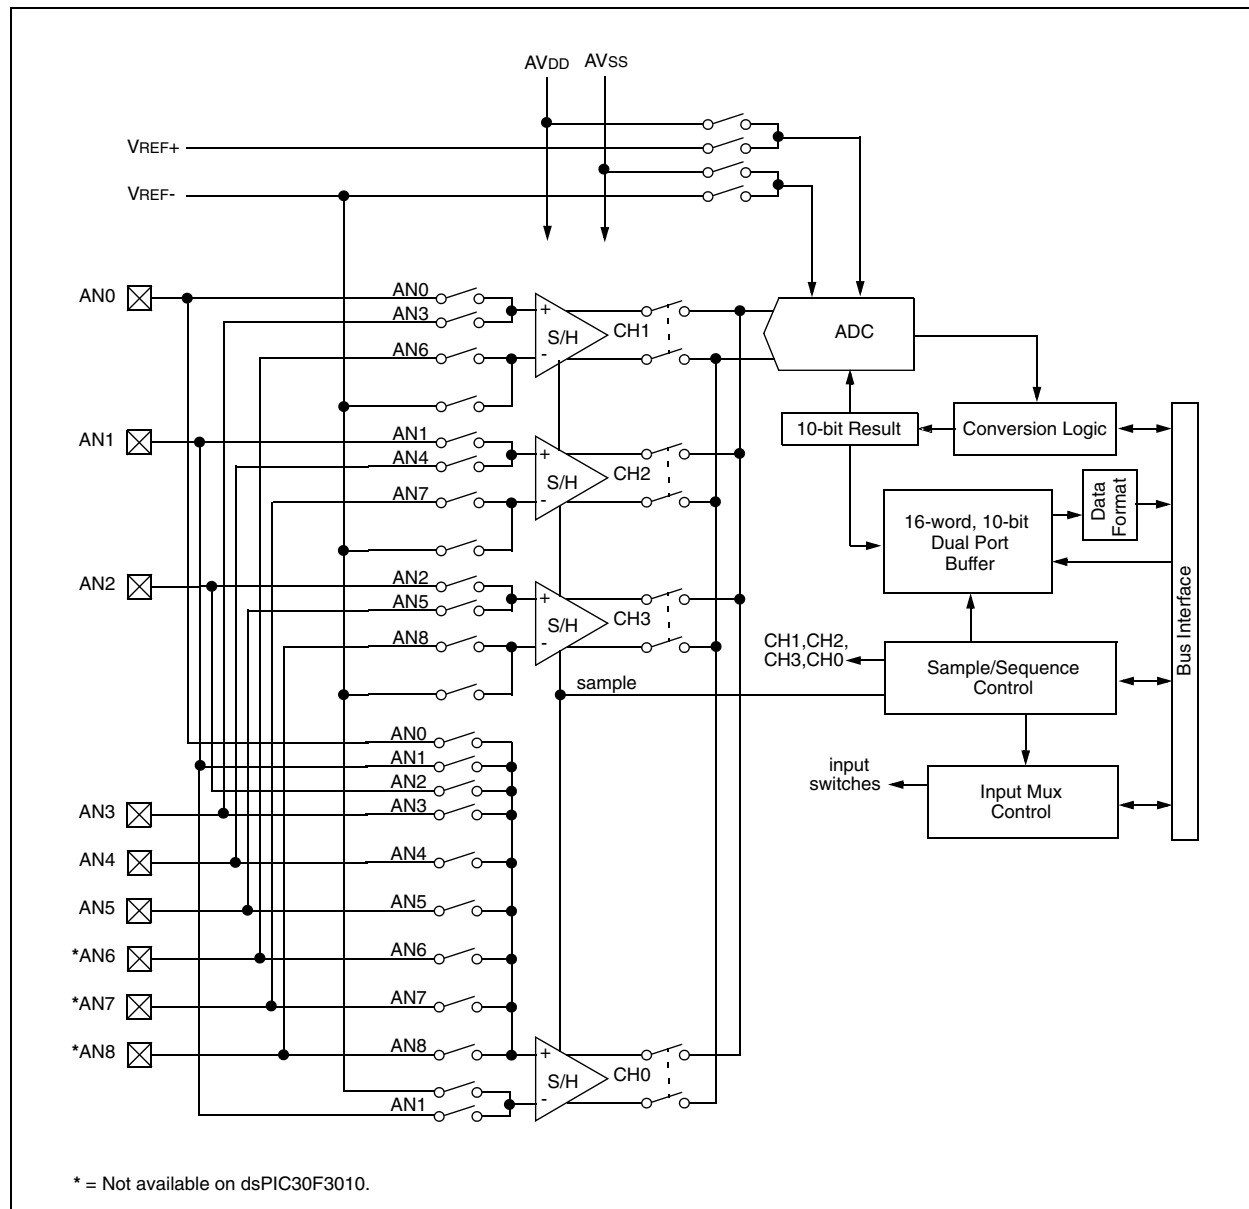 AVDD AVSS
VREF+
VREF-
AN0
AN0
AN3
AN6
+
-
S/H
CH1
ADC
AN1
AN1
AN4
AN7
+
-
S/H
CH2
10-bit Result
Conversion Logic
16-word, 10-bit
Dual Port
Buffer
Data
Format
Bus Interface
AN2
AN2
AN5
AN8
+
-
S/H
CH3
CH1,CH2,
CH3,CH0
Sample/Sequence
Control
sample
input
switches
Input Mux
Control
AN0
AN1
AN2
AN3
AN3
AN4
AN4
AN5
AN5
*AN6
AN6
*AN7
AN7
*AN8
AN8
AN1
+
-
S/H
CH0
* = Not available on dsPIC30F3010.